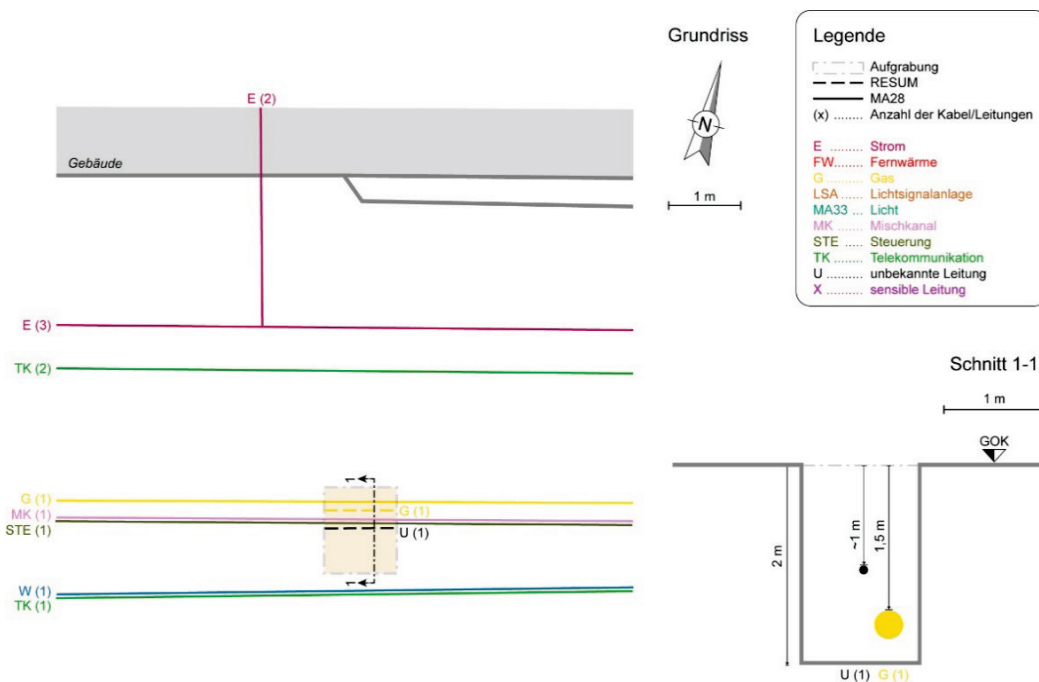 Grundriss
N
1 m
Legende
Aufgrabung
RESUM
MA28
(x) ........ Anzahl der Kabel/Leitungen
E ......... Strom
FW........ Fernwärme
G .......... Gas
LSA ....... Lichtsignalanlage
MA33 ... Licht
MK ....... Mischkanal
STE ..... Steuerung
TK ........ Telekommunikation
U .......... unbekannte Leitung
X .......... sensible Leitung
E (2)
Gebäude
E (3)
TK (2)
1
G (1)
G (1)
MK (1)
STE (1)
U (1)
1
W (1)
TK (1)
Schnitt 1-1
1 m
GOK
2 m
~1 m
1,5 m
U (1) G (1)